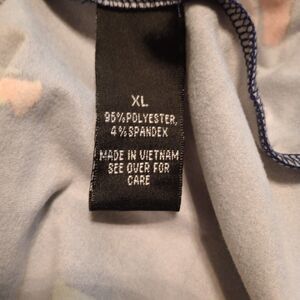 XL
95%POLYESTER,
4%SPANDEX
MADE IN VIETNAM
SEE OVER FOR
CARE